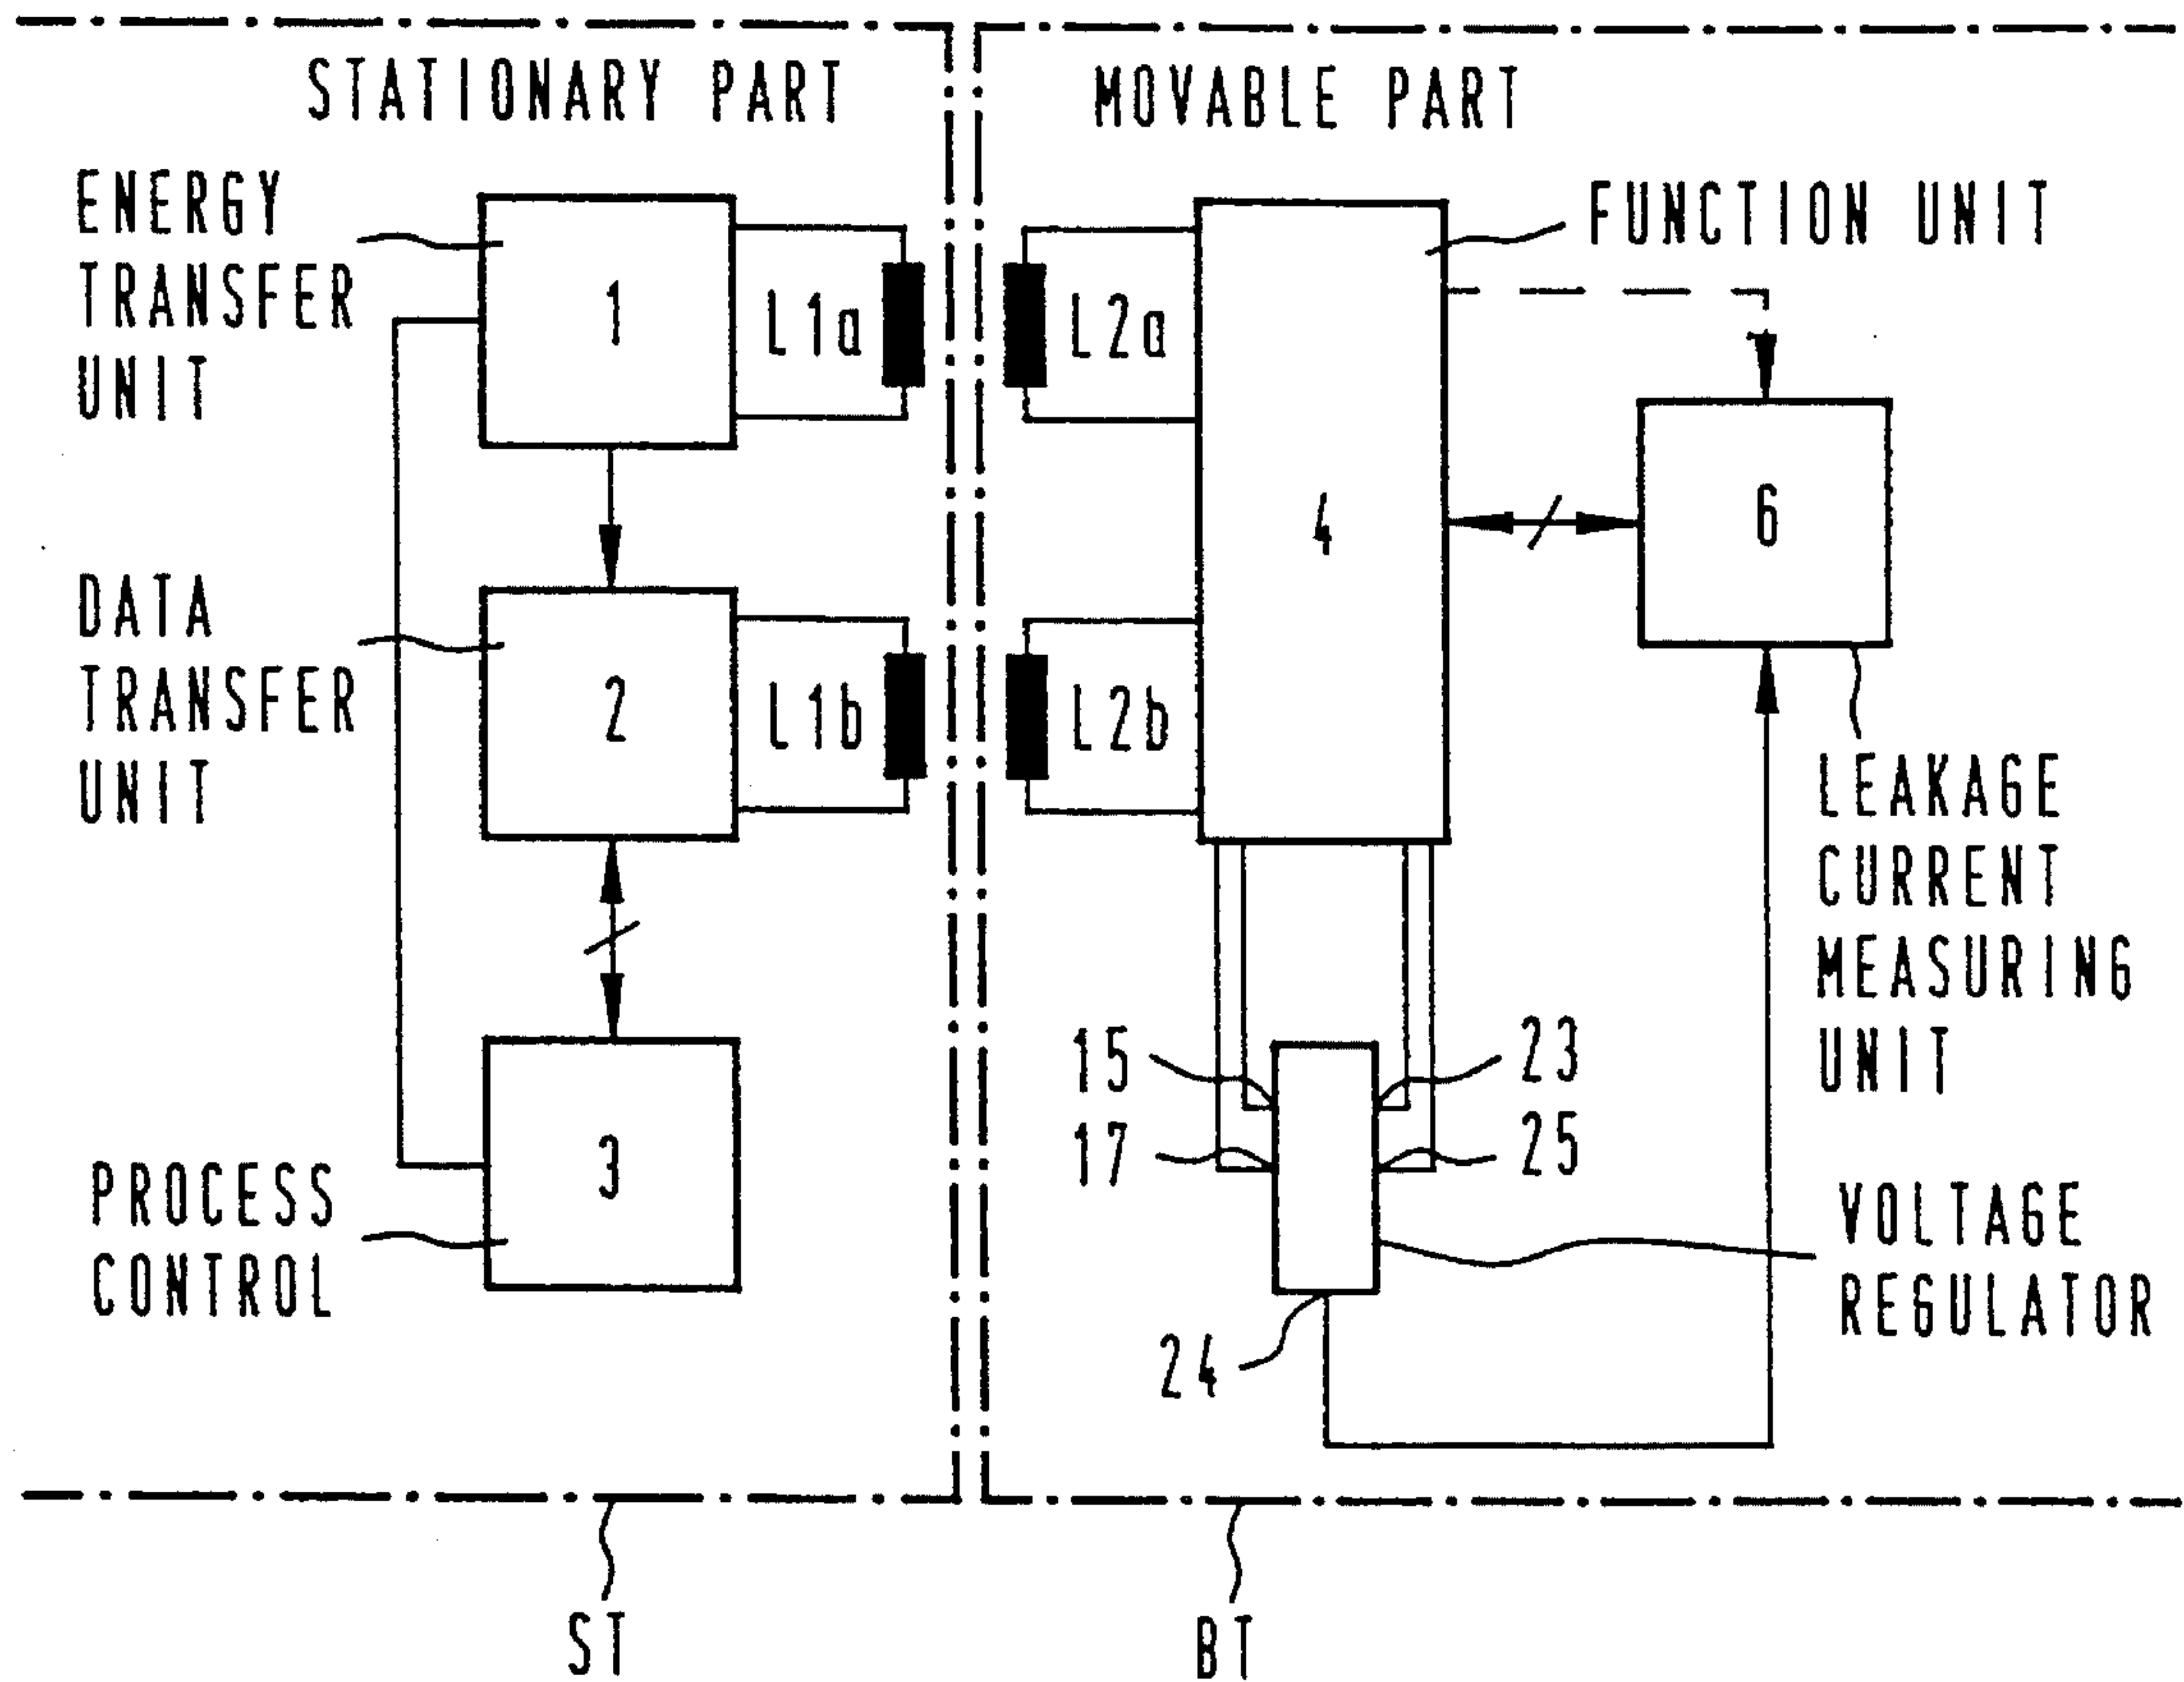 STATIONARY PART
MOVABLE PART
ENERGY
TRANSFER
UNIT
1
L1a
L2a
FUNCTION UNIT
4
6
DATA
TRANSFER
UNIT
2
L1b
L2b
LEAKAGE
CURRENT
MEASURING
UNIT
PROCESS
CONTROL
3
15
17
23
25
24
VOLTAGE
REGULATOR
ST
BT